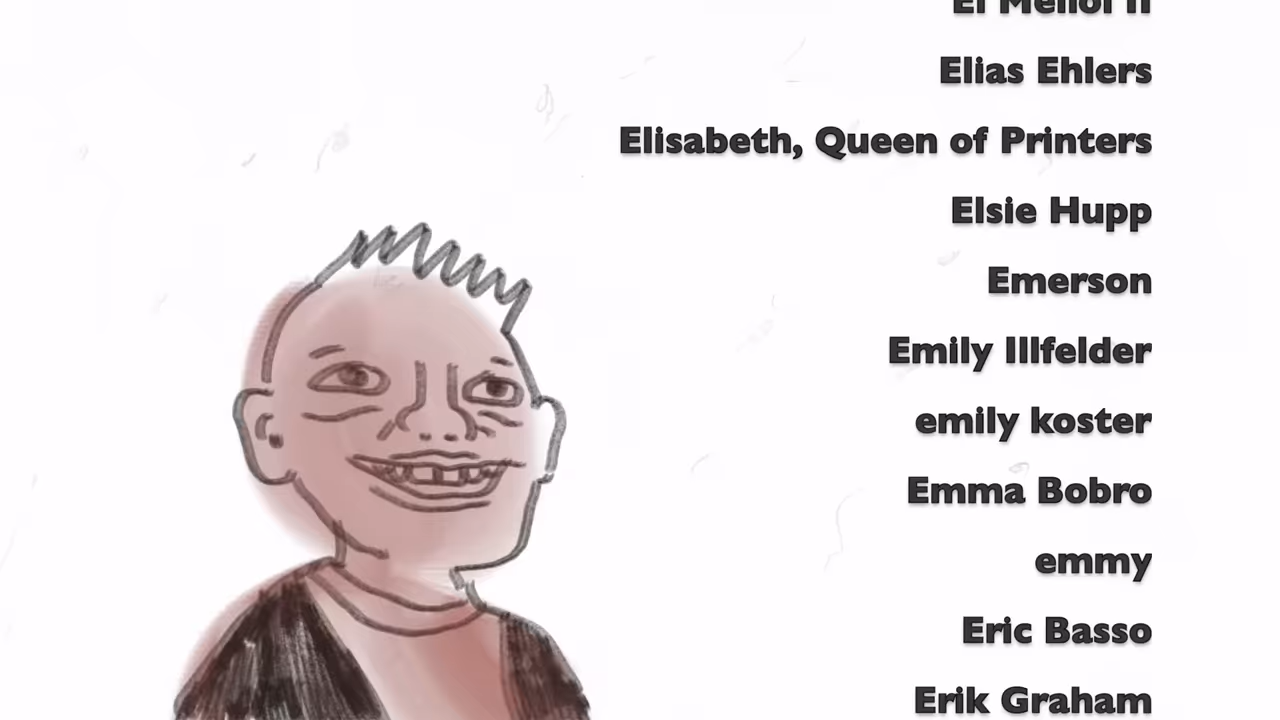 Elias Ehlers
Elisabeth, Queen of Printers
Elsie Hupp
Emerson
Emily Illfelder
emily koster
Emma Bobro
emmy
Eric Basso
Erik Graham